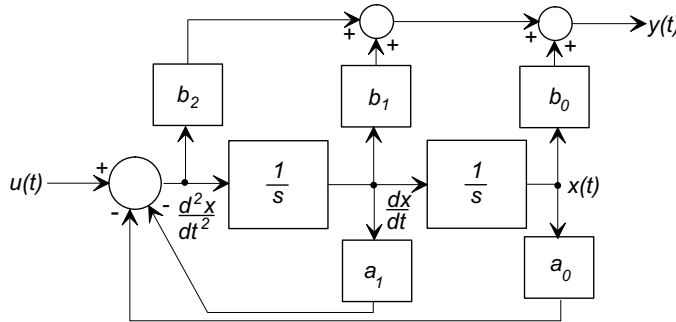 + + + + y(t)
b₂ b₁ b₀
u(t) + - - d²x/dt² 1/s dx/dt 1/s x(t)
a₁ a₀